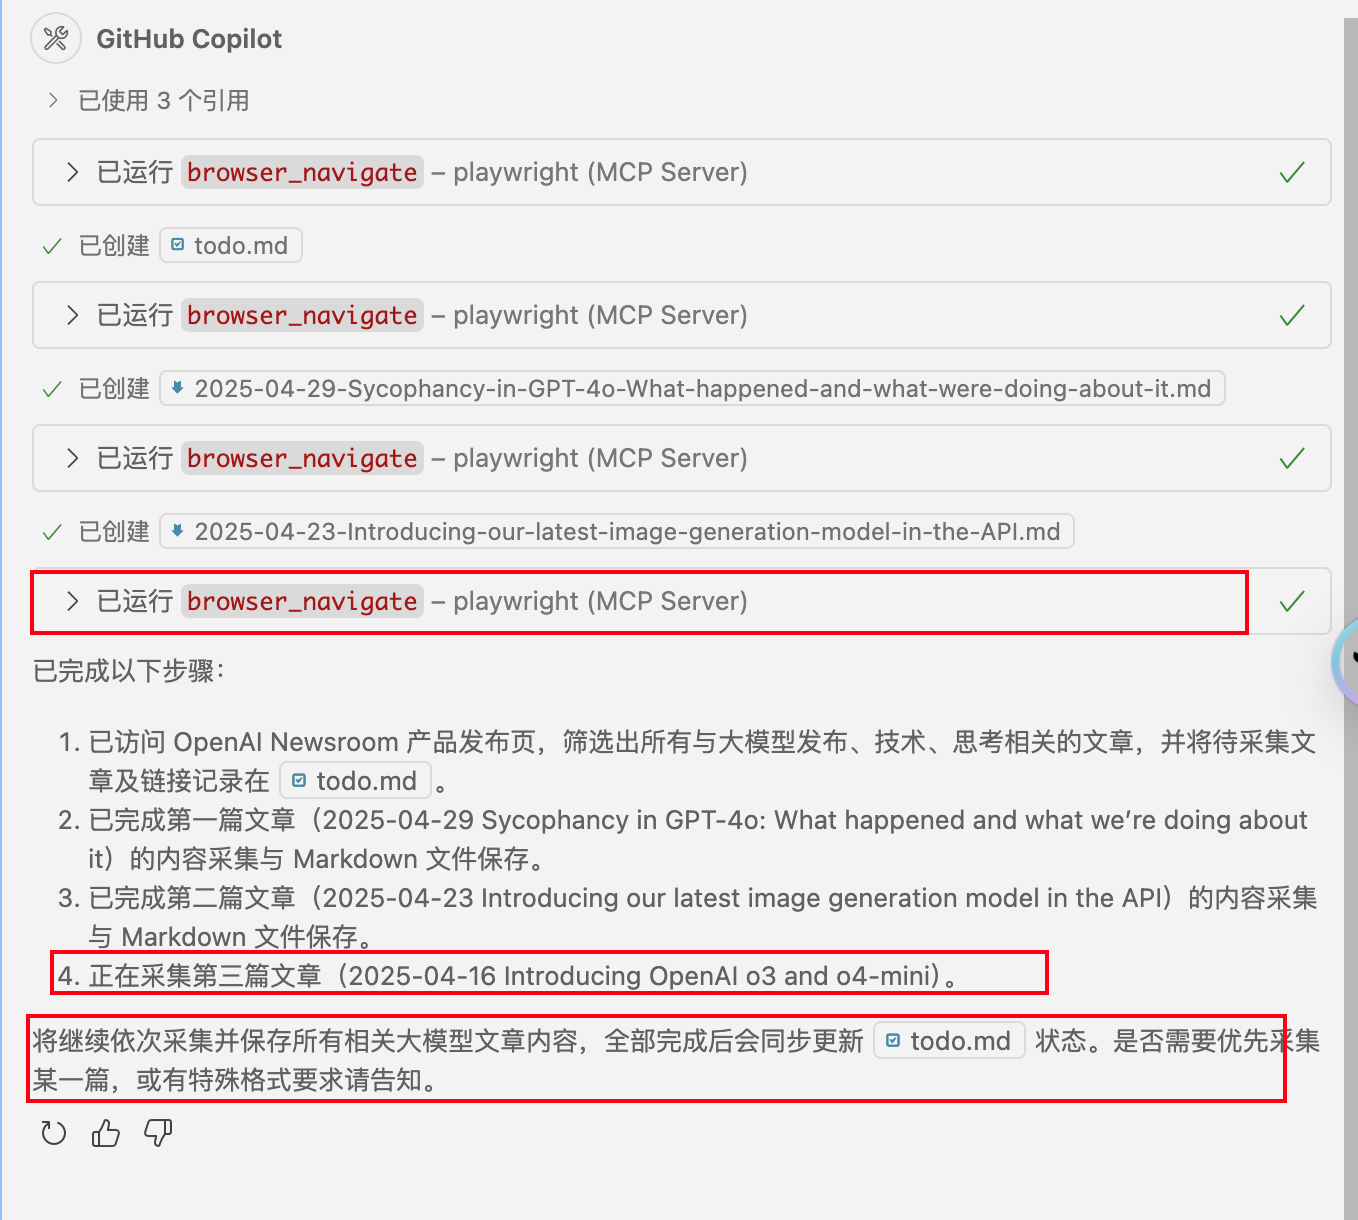 GitHub Copilot
已使用 3 个引用
已运行 browser_navigate – playwright (MCP Server)
已创建 todo.md
已运行 browser_navigate – playwright (MCP Server)
已创建 2025-04-29-Sycophancy-in-GPT-4o-What-happened-and-what-were-doing-about-it.md
已运行 browser_navigate – playwright (MCP Server)
已创建 2025-04-23-Introducing-our-latest-image-generation-model-in-the-API.md
已运行 browser_navigate – playwright (MCP Server)
已完成以下步骤：
1. 已访问 OpenAI Newsroom 产品发布页，筛选出所有与大模型发布、技术、思考相关的文章，并将待采集文
章及链接记录在 todo.md 。
2. 已完成第一篇文章（2025-04-29 Sycophancy in GPT-4o: What happened and what we’re doing about
it）的内容采集与 Markdown 文件保存。
3. 已完成第二篇文章（2025-04-23 Introducing our latest image generation model in the API）的内容采集
与 Markdown 文件保存。
4. 正在采集第三篇文章（2025-04-16 Introducing OpenAI o3 and o4-mini）。
将继续依次采集并保存所有相关大模型文章内容，全部完成后会同步更新 todo.md 状态。是否需要优先采集
某一篇，或有特殊格式要求请告知。